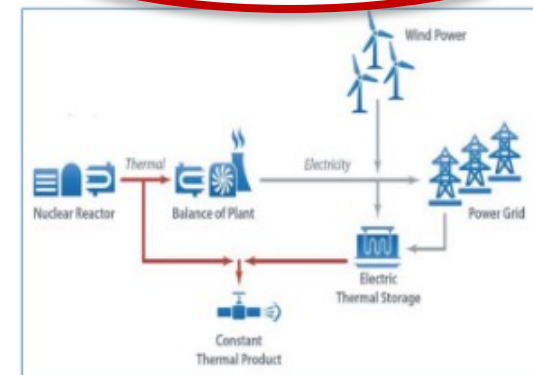 Wind Power
Thermal
Electricity
Nuclear Reactor
Balance of Plant
Power Grid
Electric
Thermal Storage
Constant
Thermal Product